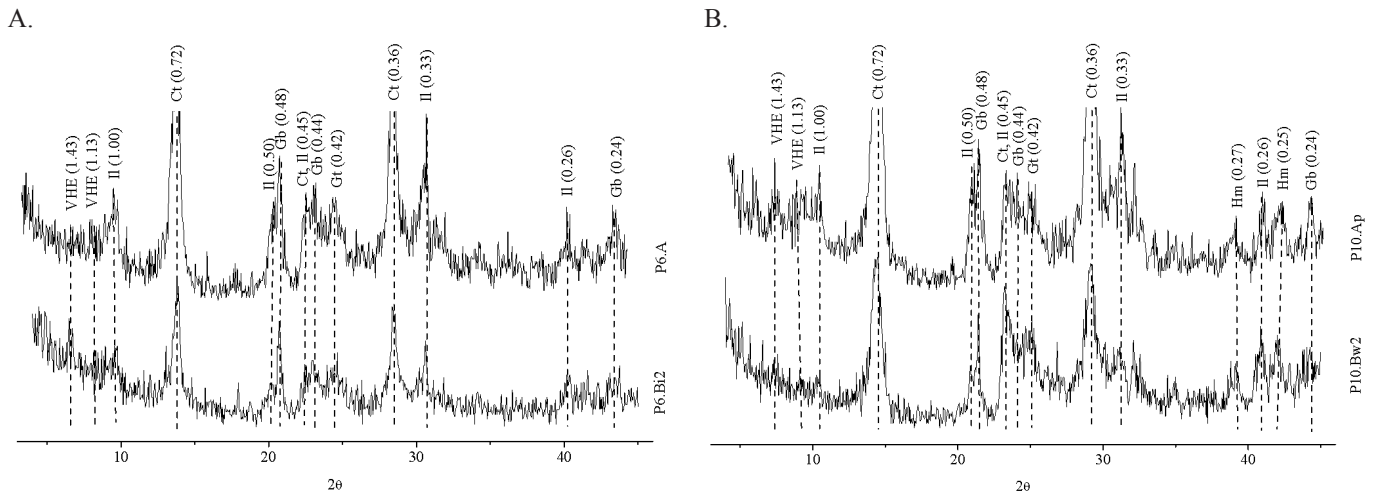 A.
VHE (1.43)
VHE (1.13)
Il (1.00)
Ct (0.72)
Il (0.50)
Gb (0.48)
Ct, Il (0.45)
Gb (0.44)
Gt (0.42)
Ct (0.36)
Il (0.33)
Il (0.26)
Gb (0.24)
P6.A
P6.Bi2
10
20
30
40
2θ
B.
VHE (1.43)
VHE (1.13)
Il (1.00)
Ct (0.72)
Il (0.50)
Gb (0.48)
Ct, Il (0.45)
Gb (0.44)
Gt (0.42)
Ct (0.36)
Il (0.33)
Hm (0.27)
Il (0.26)
Hm (0.25)
Gb (0.24)
P10.Ap
P10.Bw2
10
20
30
40
2θ